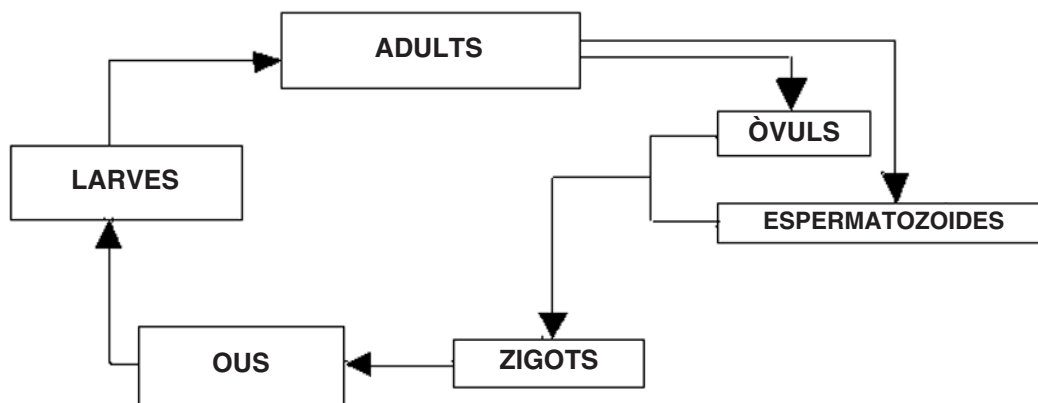 ADULTS
ÒVULS
LARVES
ESPERMATOZOIDES
OUS
ZIGOTS